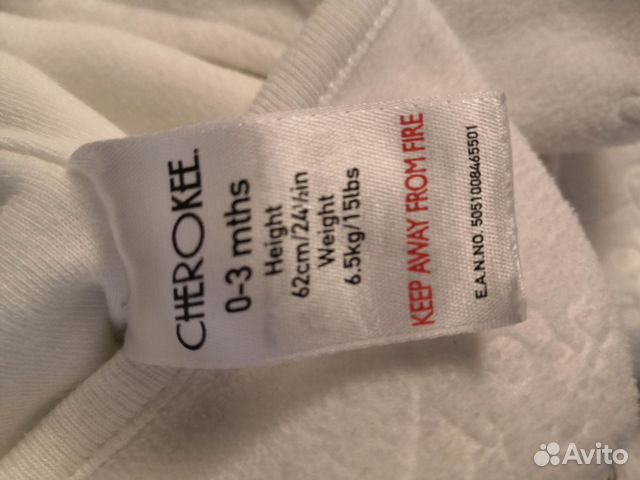 CHEROKEE.
0-3 mths
Height
62cm/24½in
Weight
6.5kg/15lbs
KEEP AWAY FROM FIRE
E.A.N.NO. 5051008465501
Avito